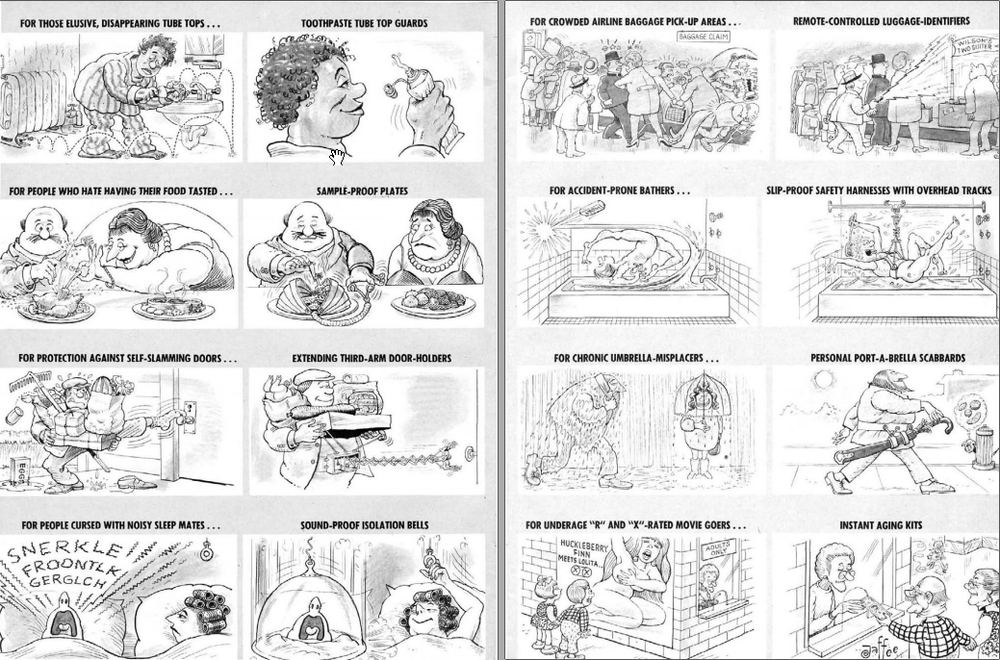 FOR THOSE ELUSIVE, DISAPPEARING TUBE TOPS . . .
TOOTHPASTE TUBE TOP GUARDS
FOR PEOPLE WHO HATE HAVING THEIR FOOD TASTED . . .
SAMPLE-PROOF PLATES
FOR PROTECTION AGAINST SELF-SLAMMING DOORS . . .
EXTENDING THIRD-ARM DOOR-HOLDERS
EGGS
FOR PEOPLE CURSED WITH NOISY SLEEP MATES . . .
SOUND-PROOF ISOLATION BELLS
SNERKLE!
FROONTLK
GERGLCH
FOR CROWDED AIRLINE BAGGAGE PICK-UP AREAS . . .
REMOTE-CONTROLLED LUGGAGE-IDENTIFIERS
BAGGAGE CLAIM
WILSON'S
TWO SUITER
FOR ACCIDENT-PRONE BATHERS . . .
SLIP-PROOF SAFETY HARNESSES WITH OVERHEAD TRACKS
FOR CHRONIC UMBRELLA-MISPLACERS . . .
PERSONAL PORT-A-BRELLA SCABBARDS
FOR UNDERAGE "R" AND "X"-RATED MOVIE GOERS . . .
INSTANT AGING KITS
HUCKLEBERRY
FINN
MEETS LOLITA...
XX
ADULTS
ONLY
Jaffee